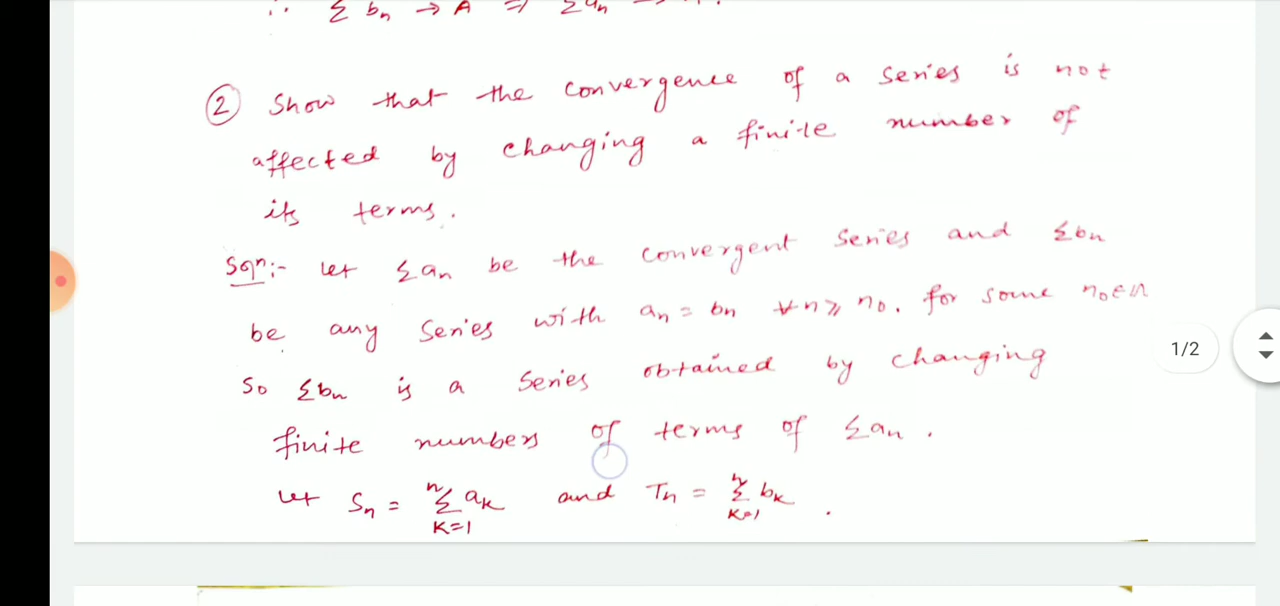 ∴ Σ bn → A ⇒ Σ an
② Show that the convergence of a series is not
affected by changing a finite number of
its terms.
Sqn:- let Σan be the convergent series and Σbn
be any series with an = bn ∀n≥ n0. for some n0∈N
So Σbn is a series obtained by changing
finite numbers of terms of Σan.
let Sn = n Σ K=1 aK and Tn = n Σ K=1 bK.
1/2